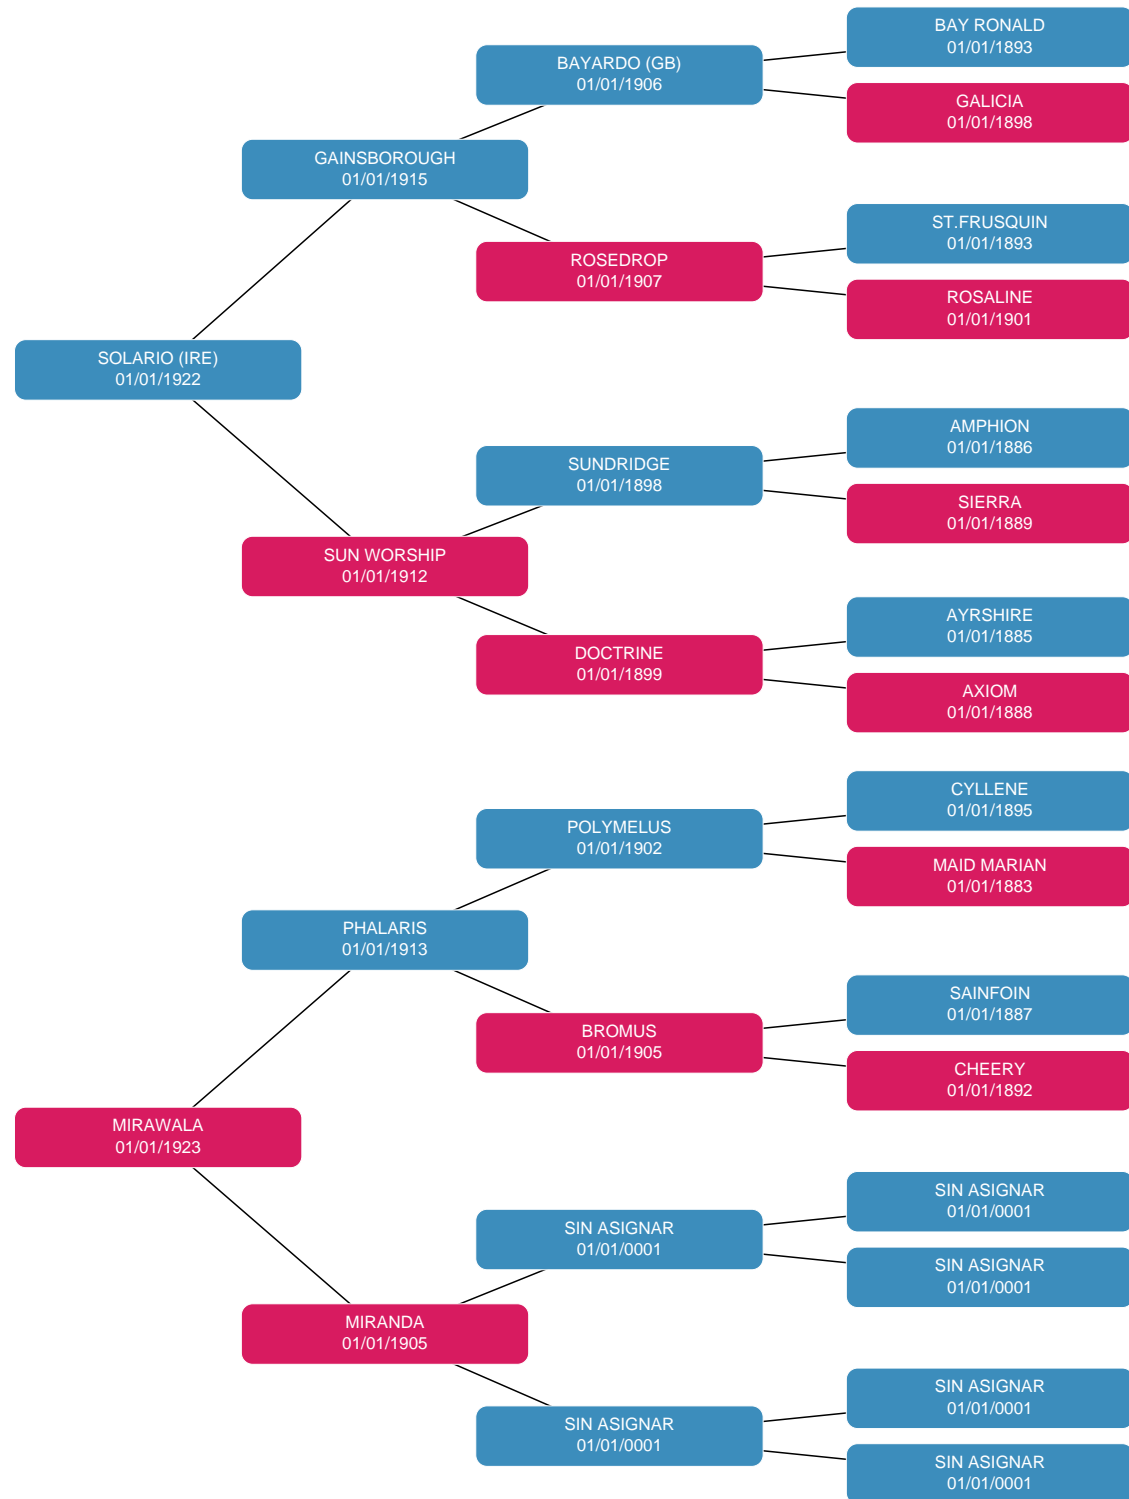 BAY RONALD
01/01/1893
BAYARDO (GB)
01/01/1906
GALICIA
01/01/1898
GAINSBOROUGH
01/01/1915
ST.FRUSQUIN
01/01/1893
ROSEDROP
01/01/1907
ROSALINE
01/01/1901
SOLARIO (IRE)
01/01/1922
AMPHION
01/01/1886
SUNDRIDGE
01/01/1898
SIERRA
01/01/1889
SUN WORSHIP
01/01/1912
AYRSHIRE
01/01/1885
DOCTRINE
01/01/1899
AXIOM
01/01/1888
CYLLENE
01/01/1895
POLYMELUS
01/01/1902
MAID MARIAN
01/01/1883
PHALARIS
01/01/1913
SAINFOIN
01/01/1887
BROMUS
01/01/1905
CHEERY
01/01/1892
MIRAWALA
01/01/1923
SIN ASIGNAR
01/01/0001
SIN ASIGNAR
01/01/0001
SIN ASIGNAR
01/01/0001
MIRANDA
01/01/1905
SIN ASIGNAR
01/01/0001
SIN ASIGNAR
01/01/0001
SIN ASIGNAR
01/01/0001